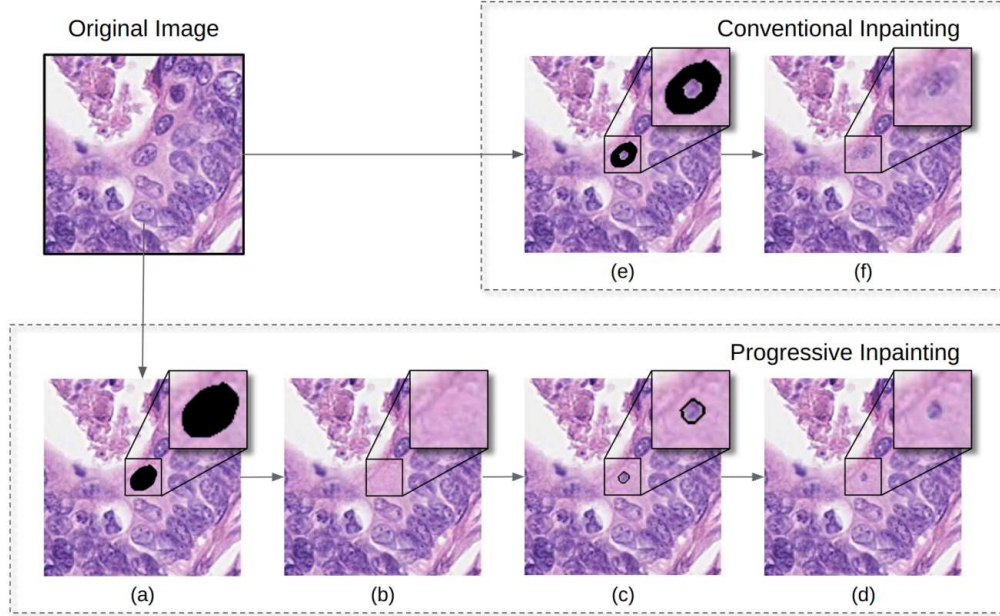 Original Image
Conventional Inpainting
(e)
(f)
Progressive Inpainting
(a)
(b)
(c)
(d)